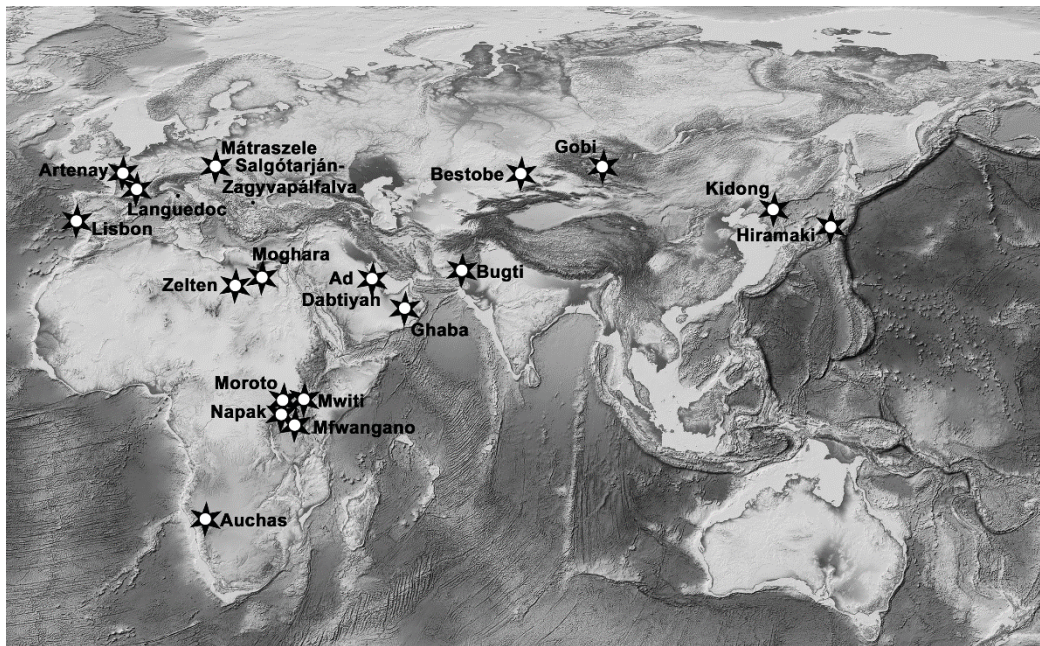 Mátraszele
Salgótarján-
Zagyvapálfalva
Artenay
Languedoc
Lisbon
Bestobe
Gobi
Kidong
Hiramaki
Moghara
Zelten
Ad
Dabtiyah
Bugti
Ghaba
Moroto
Mwiti
Napak
Mfwangano
Auchas